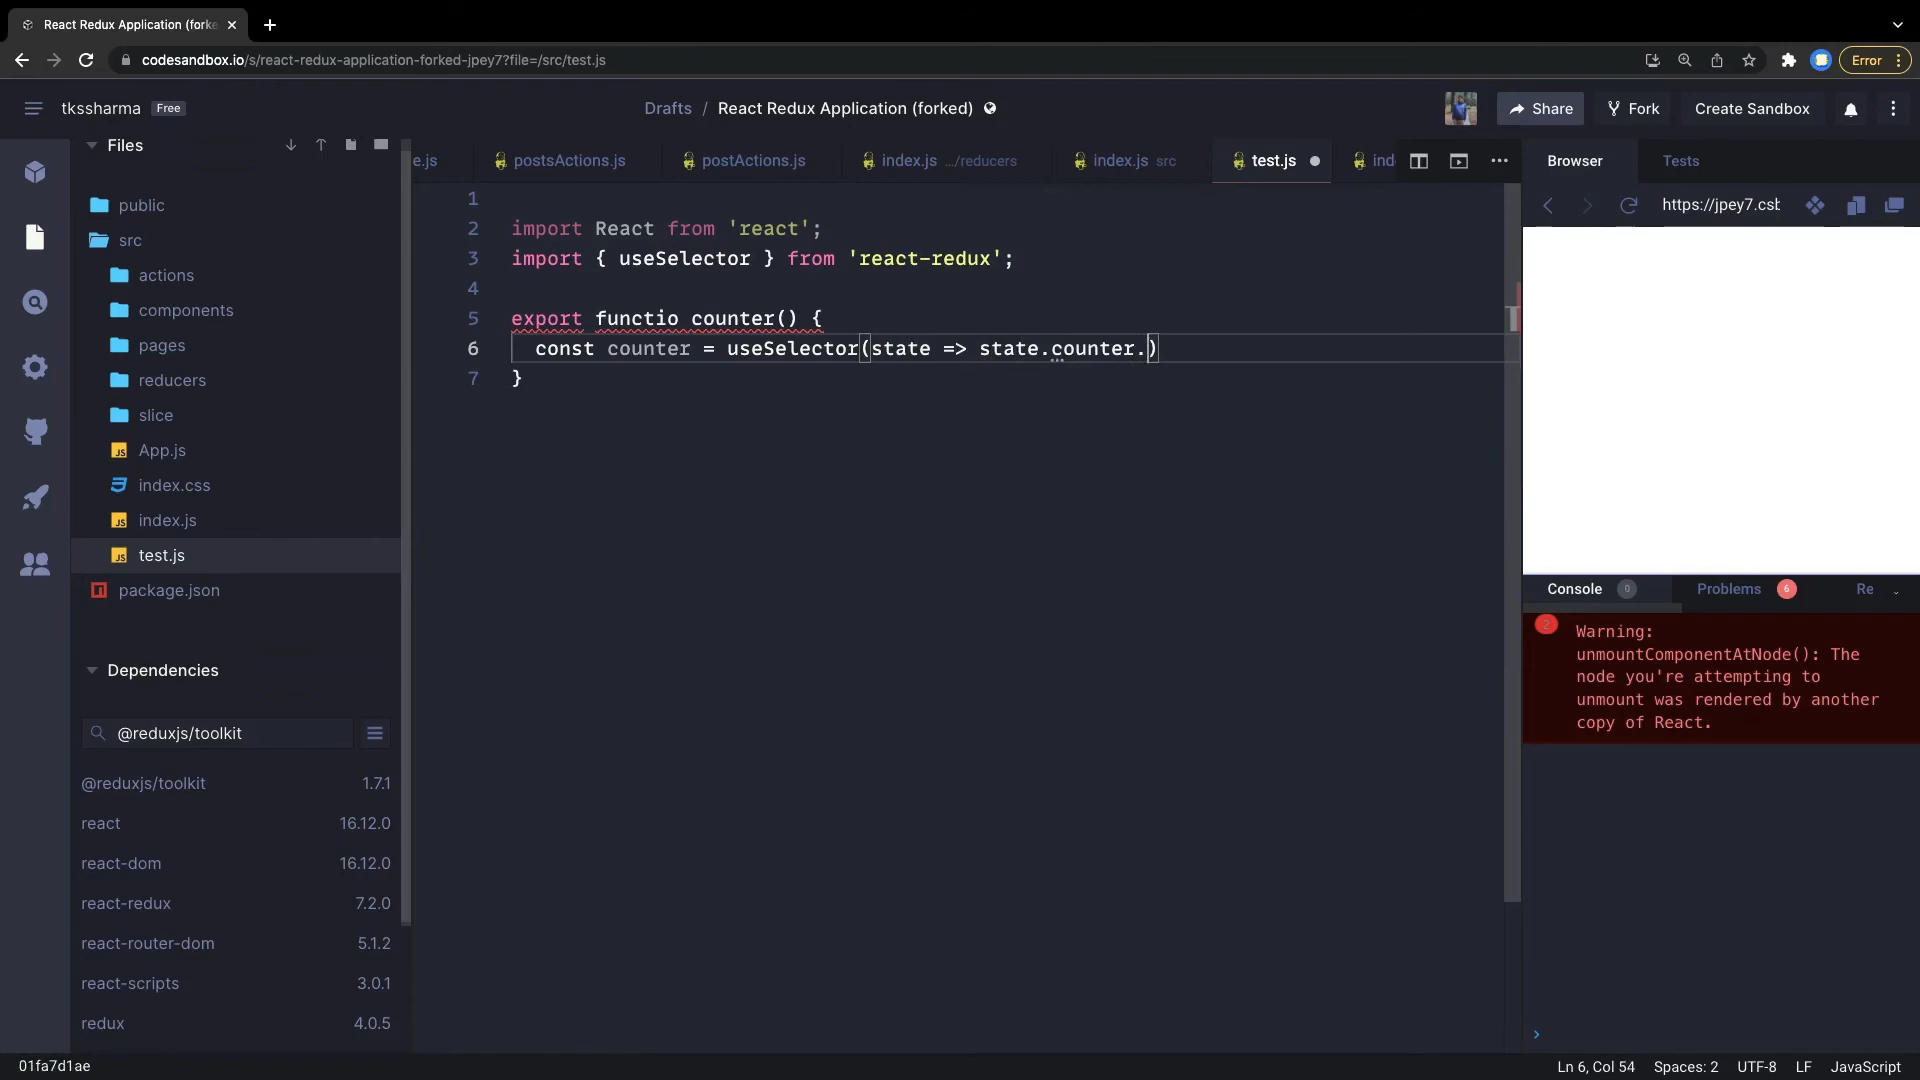 React Redux Application (forke
codesandbox.io/s/react-redux-application-forked-jpey7?file=/src/test.js
Error
tkssharma Free
Drafts / React Redux Application (forked)
Share
Fork
Create Sandbox
Files
public
src
actions
components
pages
reducers
slice
App.js
index.css
index.js
test.js
package.json
Dependencies
@reduxjs/toolkit
@reduxjs/toolkit 1.7.1
react 16.12.0
react-dom 16.12.0
react-redux 7.2.0
react-router-dom 5.1.2
react-scripts 3.0.1
redux 4.0.5
e.js
postsActions.js
postActions.js
index.js .../reducers
index.js src
test.js
ind
1
2 import React from 'react';
3 import { useSelector } from 'react-redux';
4
5 export functio counter() {
6 const counter = useSelector(state => state.counter.)
7 }
Browser
Tests
https://jpey7.csb
Console 0
Problems 6
Re
2
Warning:
unmountComponentAtNode(): The
node you're attempting to
unmount was rendered by another
copy of React.
01fa7d1ae
Ln 6, Col 54 Spaces: 2 UTF-8 LF JavaScript